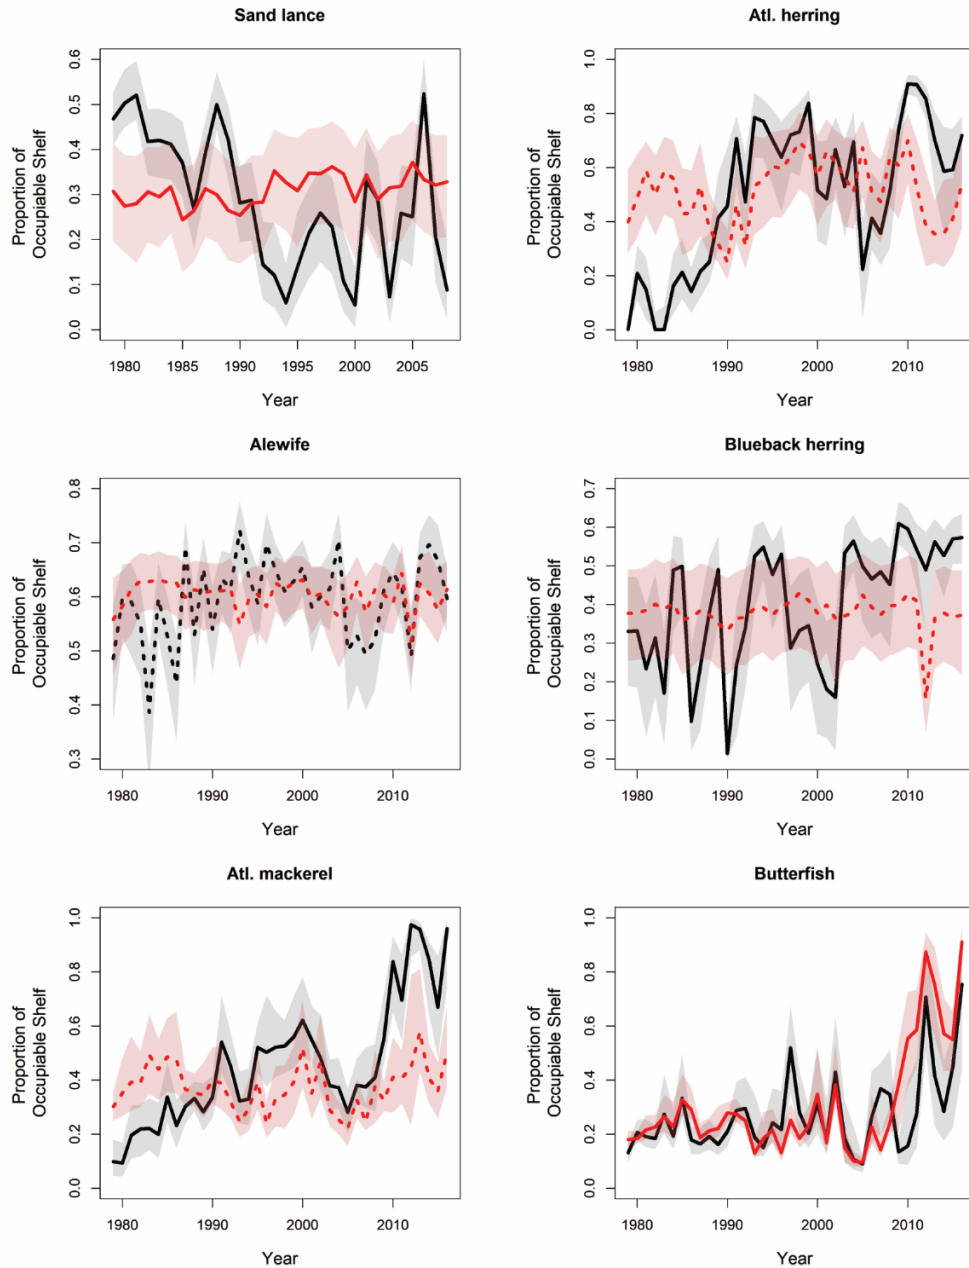 Sand lance
Proportion of
Occupiable Shelf
0.6
0.5
0.4
0.3
0.2
0.1
0.0
1980 1985 1990 1995 2000 2005
Year
Atl. herring
Proportion of
Occupiable Shelf
1.0
0.8
0.6
0.4
0.2
0.0
1980 1990 2000 2010
Year
Alewife
Proportion of
Occupiable Shelf
0.8
0.7
0.6
0.5
0.4
0.3
1980 1990 2000 2010
Year
Blueback herring
Proportion of
Occupiable Shelf
0.7
0.6
0.5
0.4
0.3
0.2
0.1
0.0
1980 1990 2000 2010
Year
Atl. mackerel
Proportion of
Occupiable Shelf
1.0
0.8
0.6
0.4
0.2
0.0
1980 1990 2000 2010
Year
Butterfish
Proportion of
Occupiable Shelf
1.0
0.8
0.6
0.4
0.2
0.0
1980 1990 2000 2010
Year